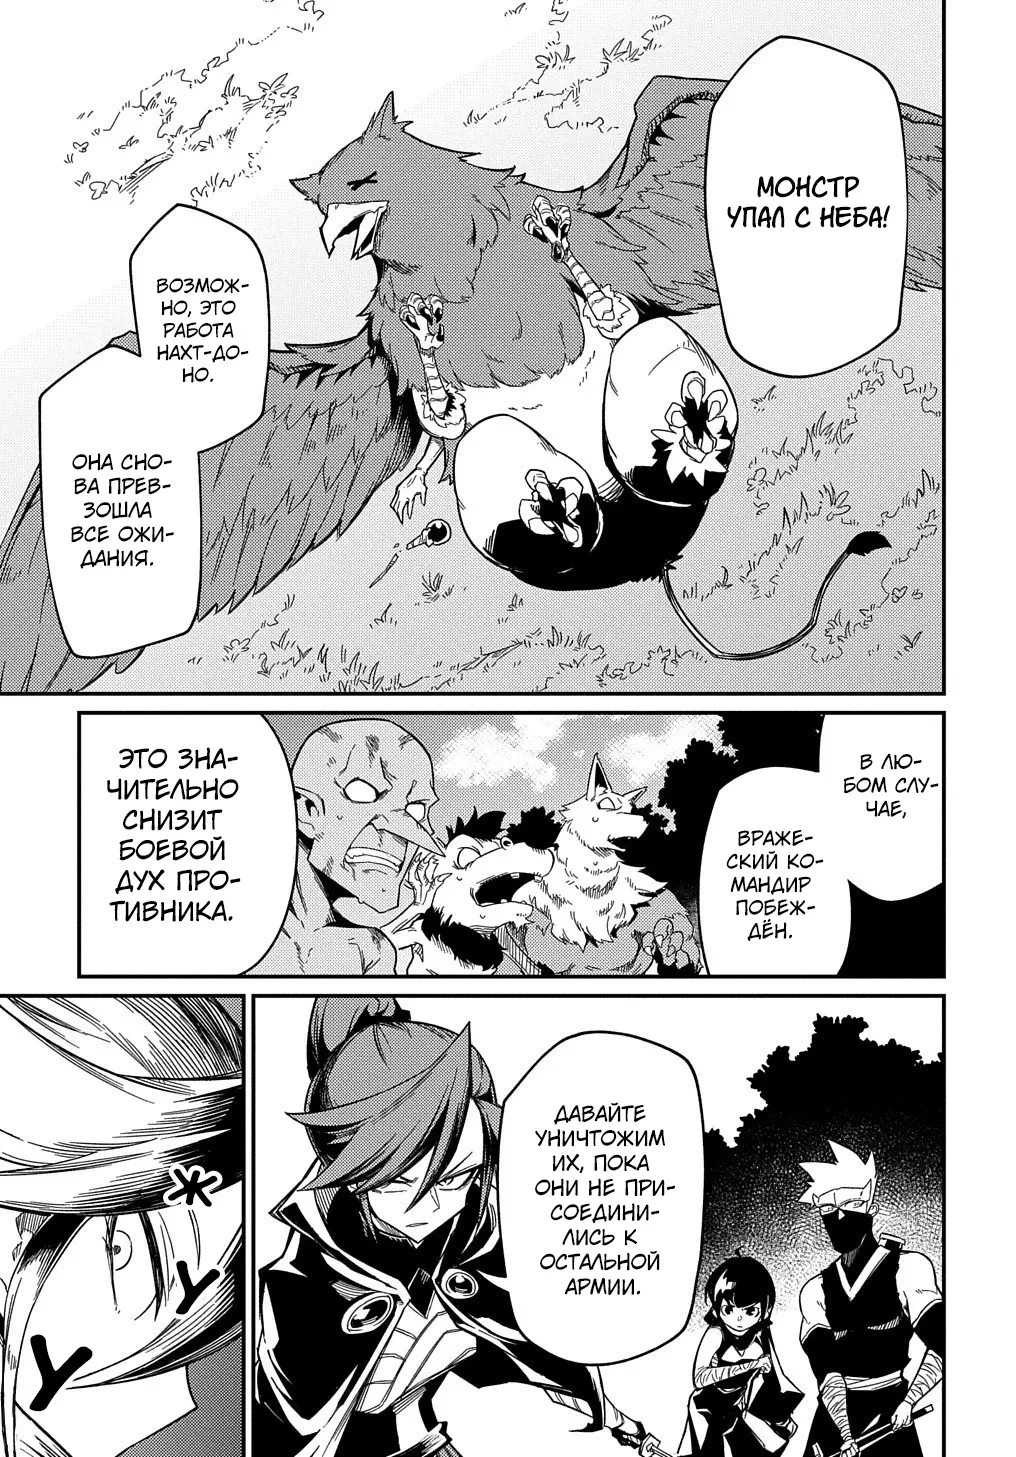 МОНСТР
УПАЛ С НЕБА!
ВОЗМОЖ-
НО, ЭТО
РАБОТА
НАХТ-ДО-
НО.
ОНА СНО-
ВА ПРЕВ-
ЗОШЛА
ВСЕ ОЖИ-
ДАНИЯ.
В ЛЮ-
БОМ СЛУ-
ЧАЕ,
ВРАЖЕ-
СКИЙ КО-
МАНДИР
ПОБЕЖ-
ДЁН.
ЭТО ЗНА-
ЧИТЕЛЬНО
СНИЗИТ
БОЕВОЙ
ДУХ ПРО-
ТИВНИКА.
ДАВАЙТЕ
УНИЧТОЖИМ
ИХ, ПОКА
ОНИ НЕ ПРИ-
СОЕДИНИ-
ЛИСЬ К
ОСТАЛЬНОЙ
АРМИИ.
Ж
У
У